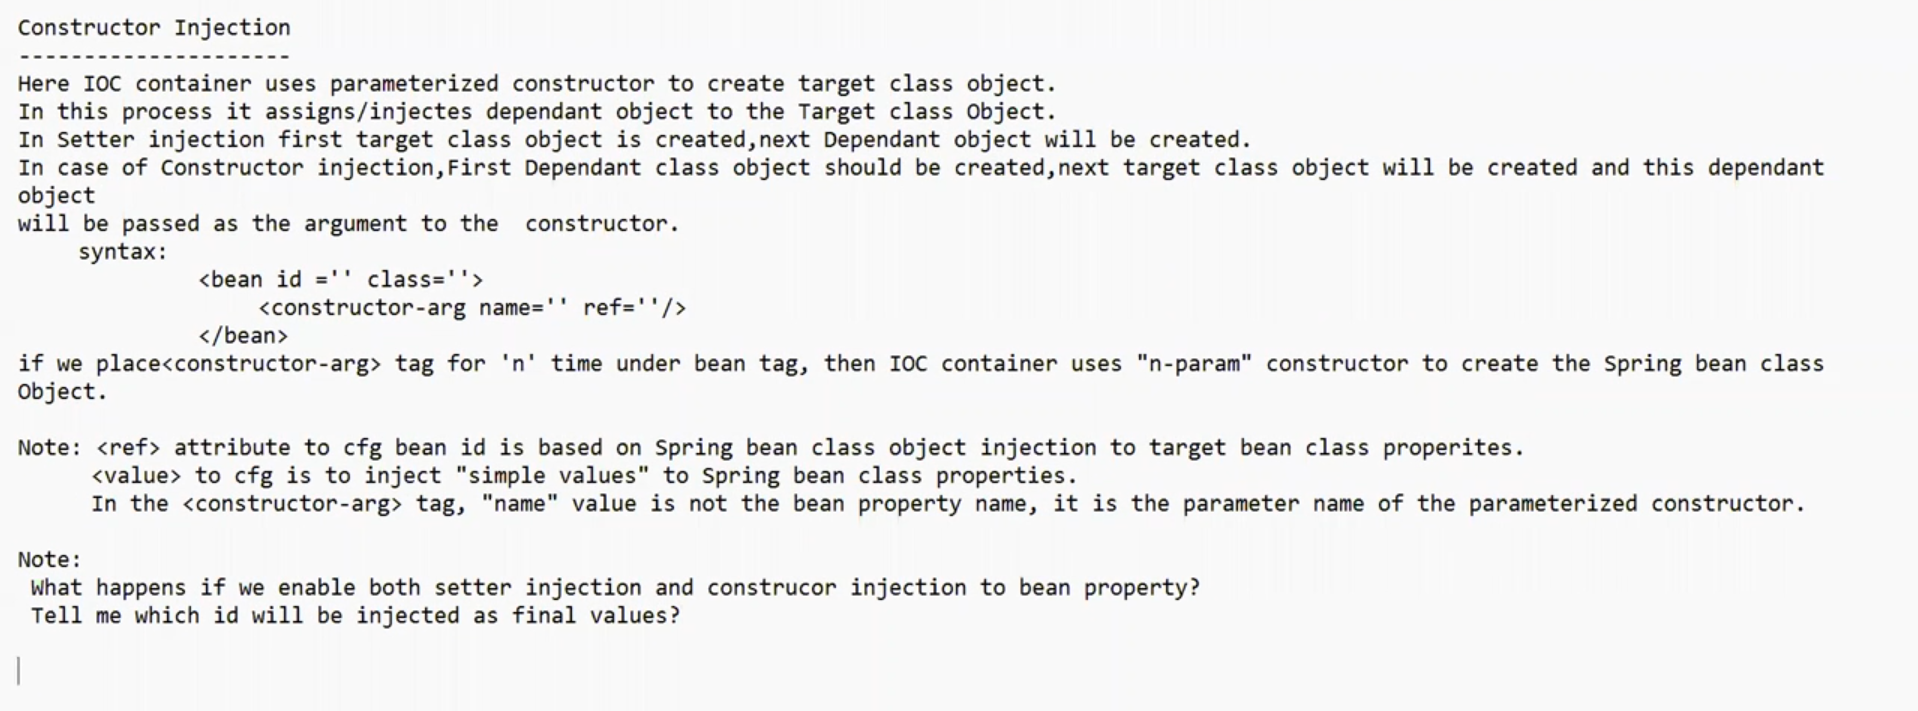 Constructor Injection
---------------------
Here IOC container uses parameterized constructor to create target class object.
In this process it assigns/injectes dependant object to the Target class Object.
In Setter injection first target class object is created,next Dependant object will be created.
In case of Constructor injection,First Dependant class object should be created,next target class object will be created and this dependant
object
will be passed as the argument to the  constructor.
syntax:
<bean id ='' class=''>
<constructor-arg name='' ref=''/>
</bean>
if we place<constructor-arg> tag for 'n' time under bean tag, then IOC container uses "n-param" constructor to create the Spring bean class
Object.
Note: <ref> attribute to cfg bean id is based on Spring bean class object injection to target bean class properites.
<value> to cfg is to inject "simple values" to Spring bean class properties.
In the <constructor-arg> tag, "name" value is not the bean property name, it is the parameter name of the parameterized constructor.
Note:
What happens if we enable both setter injection and construcor injection to bean property?
Tell me which id will be injected as final values?